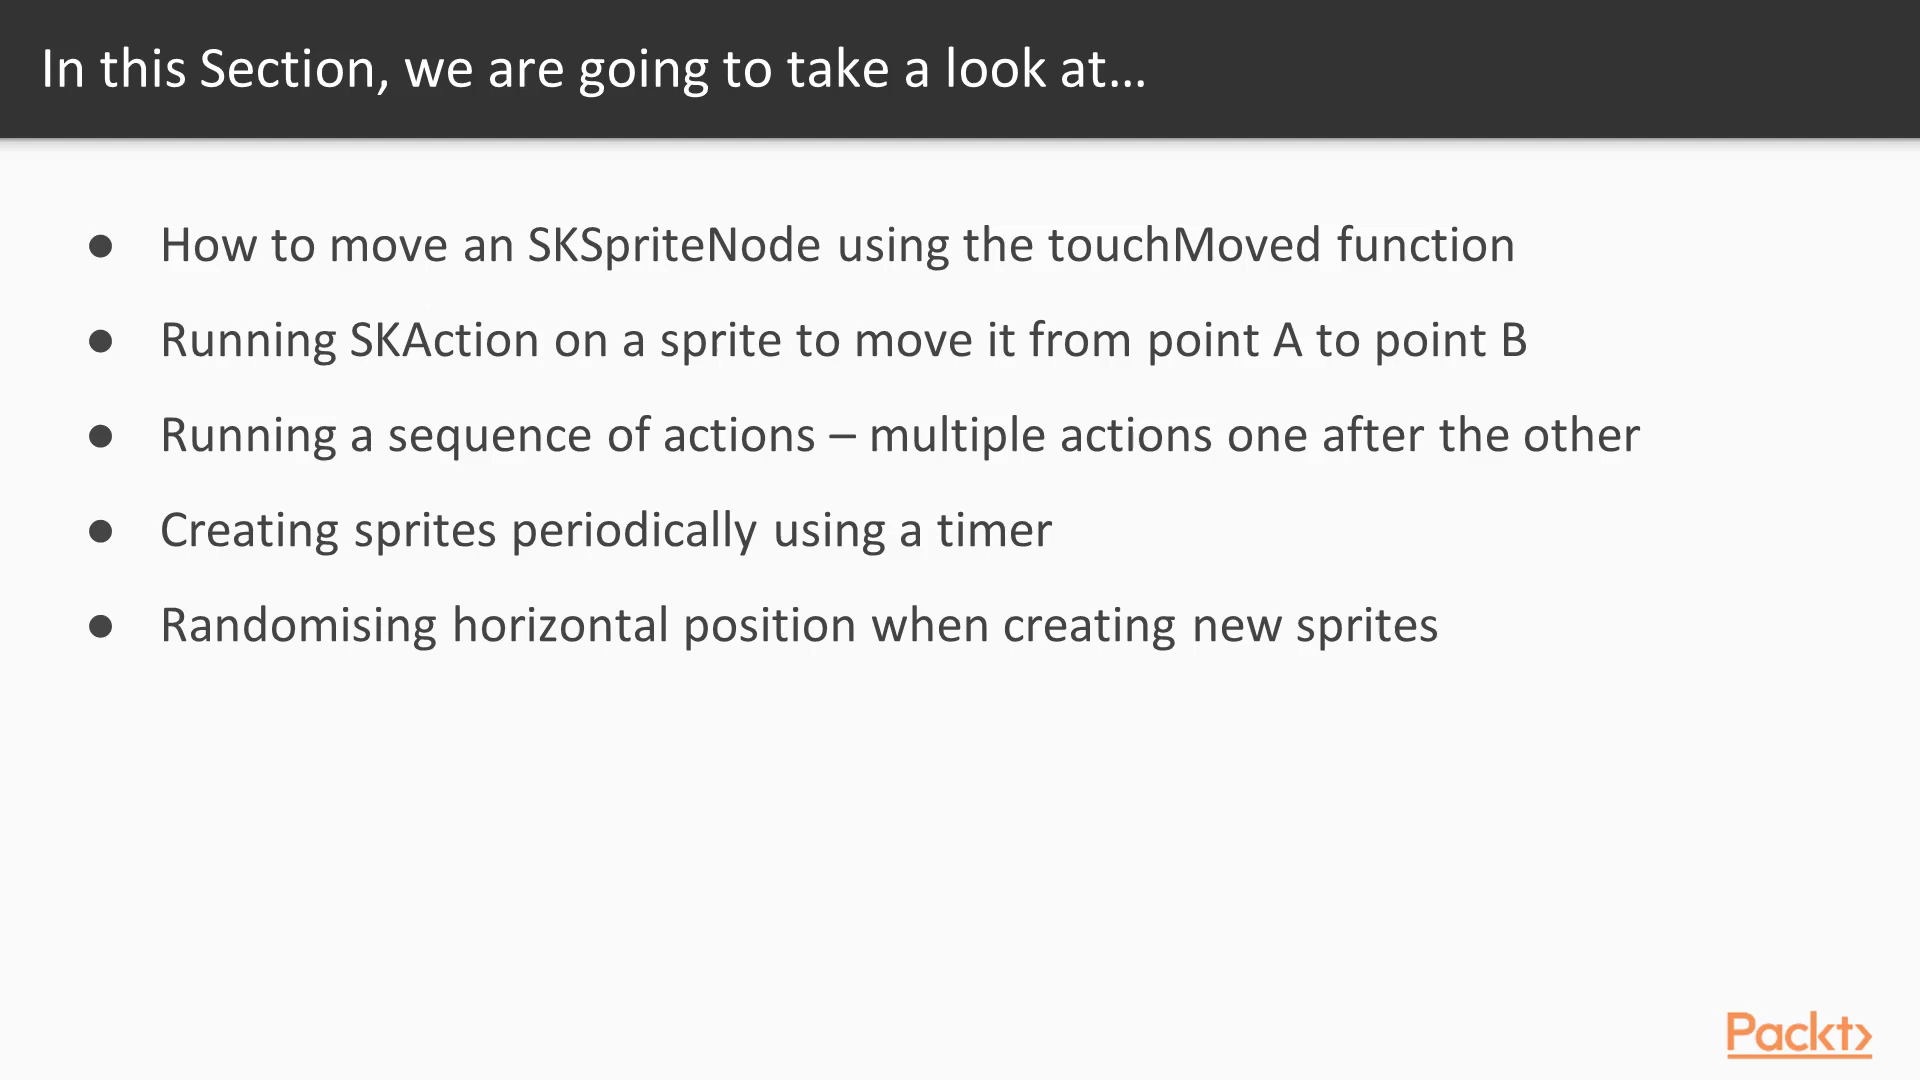 In this Section, we are going to take a look at…
● How to move an SKSpriteNode using the touchMoved function
● Running SKAction on a sprite to move it from point A to point B
● Running a sequence of actions – multiple actions one after the other
● Creating sprites periodically using a timer
● Randomising horizontal position when creating new sprites
Packt>